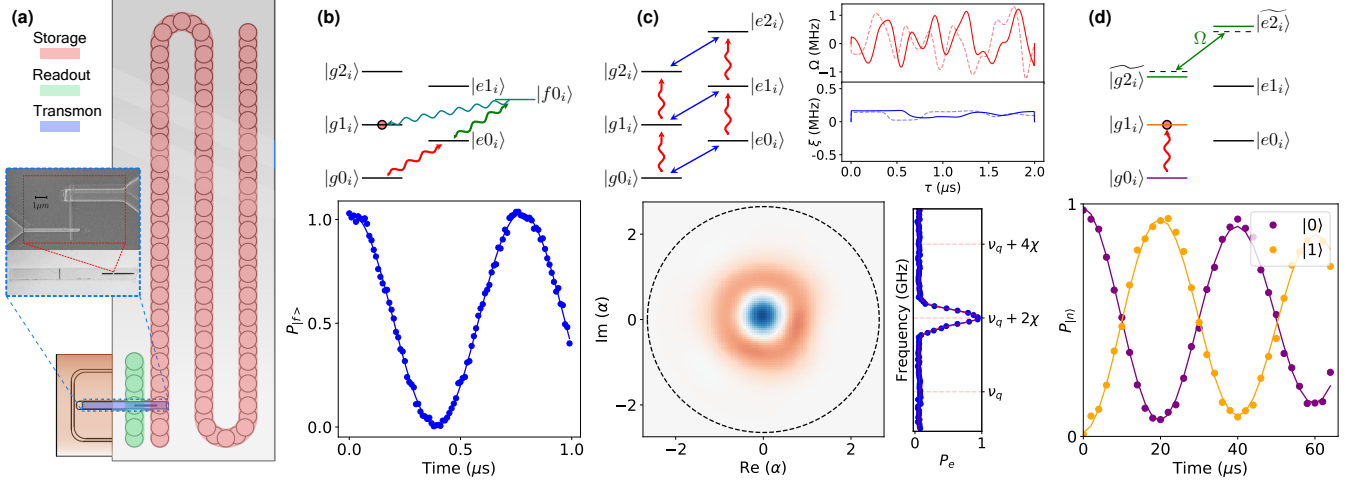 (a)
Storage
Readout
Transmon
1μm
(b)
|g2ᵢ⟩
|e1ᵢ⟩
|f0ᵢ⟩
|g1ᵢ⟩
|e0ᵢ⟩
|g0ᵢ⟩
P|f>
1.0
0.5
0.0
0.0 0.5 1.0
Time (μs)
(c)
|e2ᵢ⟩
|g2ᵢ⟩
|e1ᵢ⟩
|g1ᵢ⟩
|e0ᵢ⟩
|g0ᵢ⟩
Ω (MHz)
1
0
−1
ξ (MHz)
0.5
0.0
-0.5
0.0 0.5 1.0 1.5 2.0
τ (μs)
Im (α)
2
0
−2
−2 0 2
Re (α)
Frequency (GHz)
νq + 4χ
νq + 2χ
νq
0 1
Pe
(d)
|e2ᵢ⟩
Ω
|g2ᵢ⟩
|e1ᵢ⟩
|g1ᵢ⟩
|e0ᵢ⟩
|g0ᵢ⟩
P|n⟩
1
0
|0⟩
|1⟩
0 20 40 60
Time (μs)